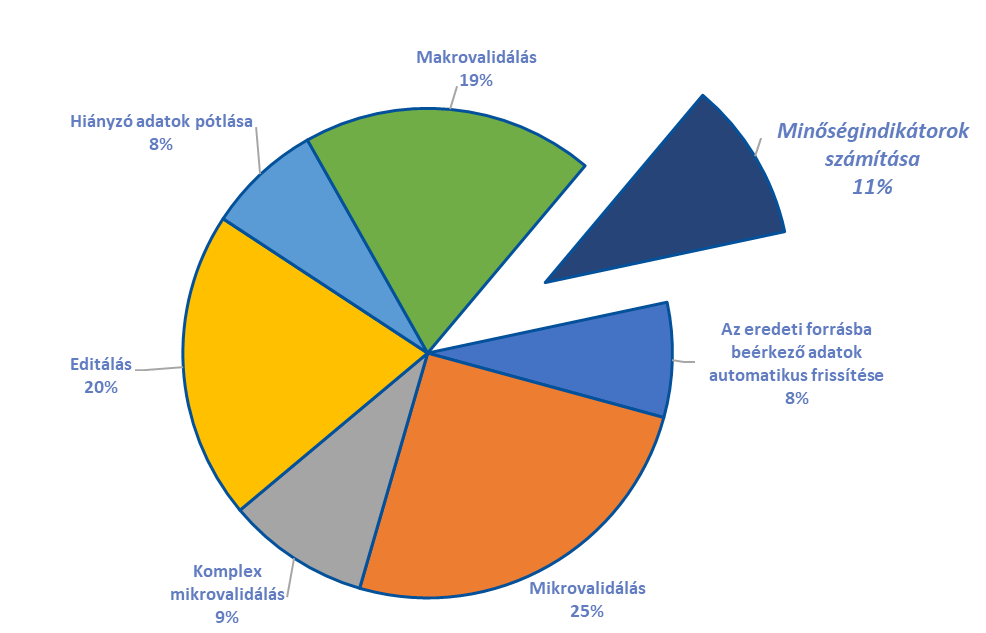 Makrovalidálás
19%
Minőségindikátorok
számítása
11%
Hiányzó adatok pótlása
8%
Az eredeti forrásba
beérkező adatok
automatikus frissítése
8%
Editálás
20%
Komplex
mikrovalidálás
9%
Mikrovalidálás
25%